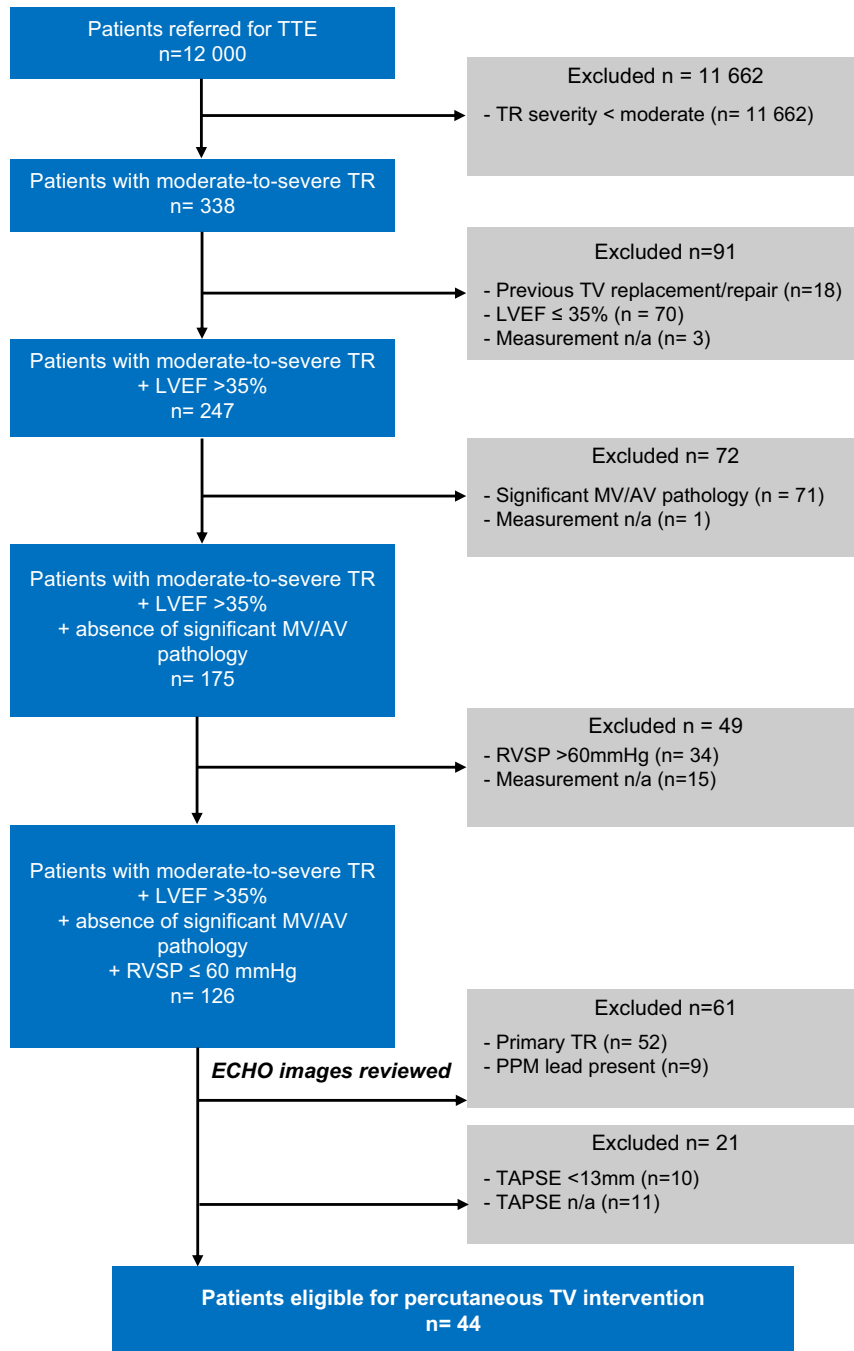 Patients referred for TTE
n=12 000
Excluded n = 11 662
- TR severity < moderate (n= 11 662)
Patients with moderate-to-severe TR
n= 338
Excluded n=91
- Previous TV replacement/repair (n=18)
- LVEF ≤ 35% (n = 70)
- Measurement n/a (n= 3)
Patients with moderate-to-severe TR
+ LVEF >35%
n= 247
Excluded n= 72
- Significant MV/AV pathology (n = 71)
- Measurement n/a (n= 1)
Patients with moderate-to-severe TR
+ LVEF >35%
+ absence of significant MV/AV
pathology
n= 175
Excluded n = 49
- RVSP >60mmHg (n= 34)
- Measurement n/a (n=15)
Patients with moderate-to-severe TR
+ LVEF >35%
+ absence of significant MV/AV
pathology
+ RVSP ≤ 60 mmHg
n= 126
Excluded n=61
- Primary TR (n= 52)
- PPM lead present (n=9)
ECHO images reviewed
Excluded n= 21
- TAPSE <13mm (n=10)
- TAPSE n/a (n=11)
Patients eligible for percutaneous TV intervention
n= 44